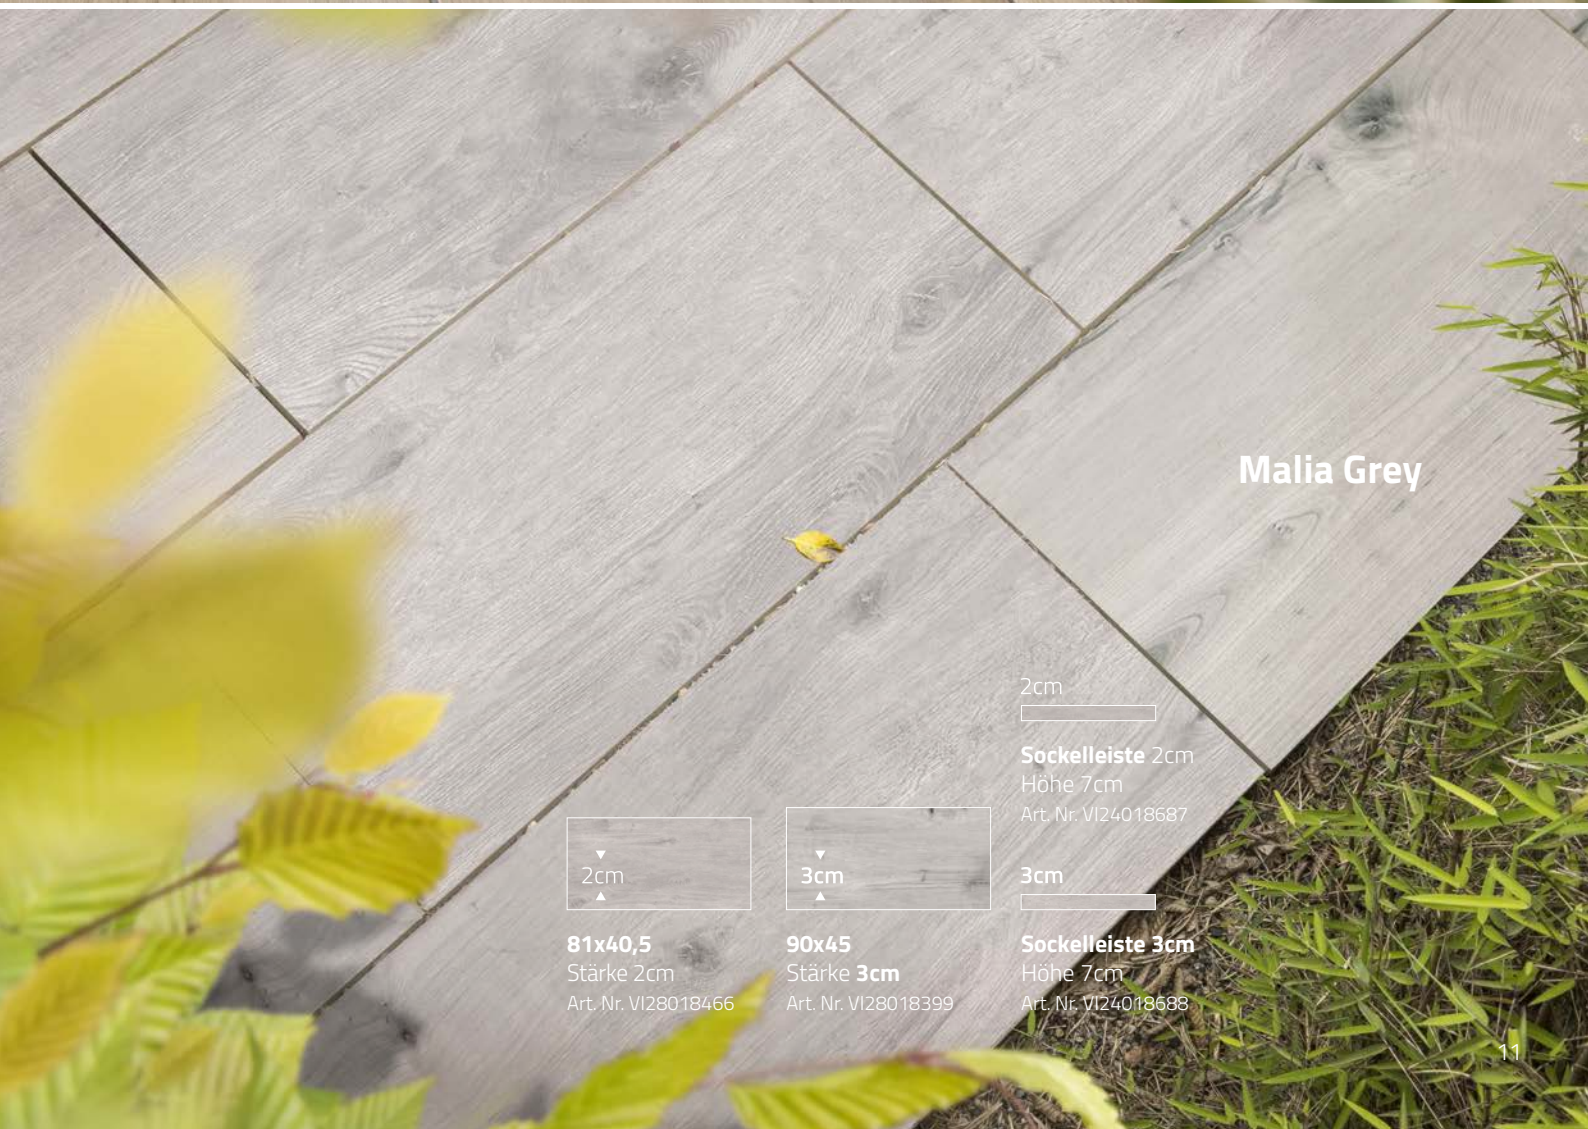 Malia Grey
2cm
Sockelleiste 2cm
Höhe 7cm
Art. Nr. VI24018687
2cm
81x40,5
Stärke 2cm
Art. Nr. VI28018466
3cm
90x45
Stärke 3cm
Art. Nr. VI28018399
3cm
Sockelleiste 3cm
Höhe 7cm
Art. Nr. VI24018688
11